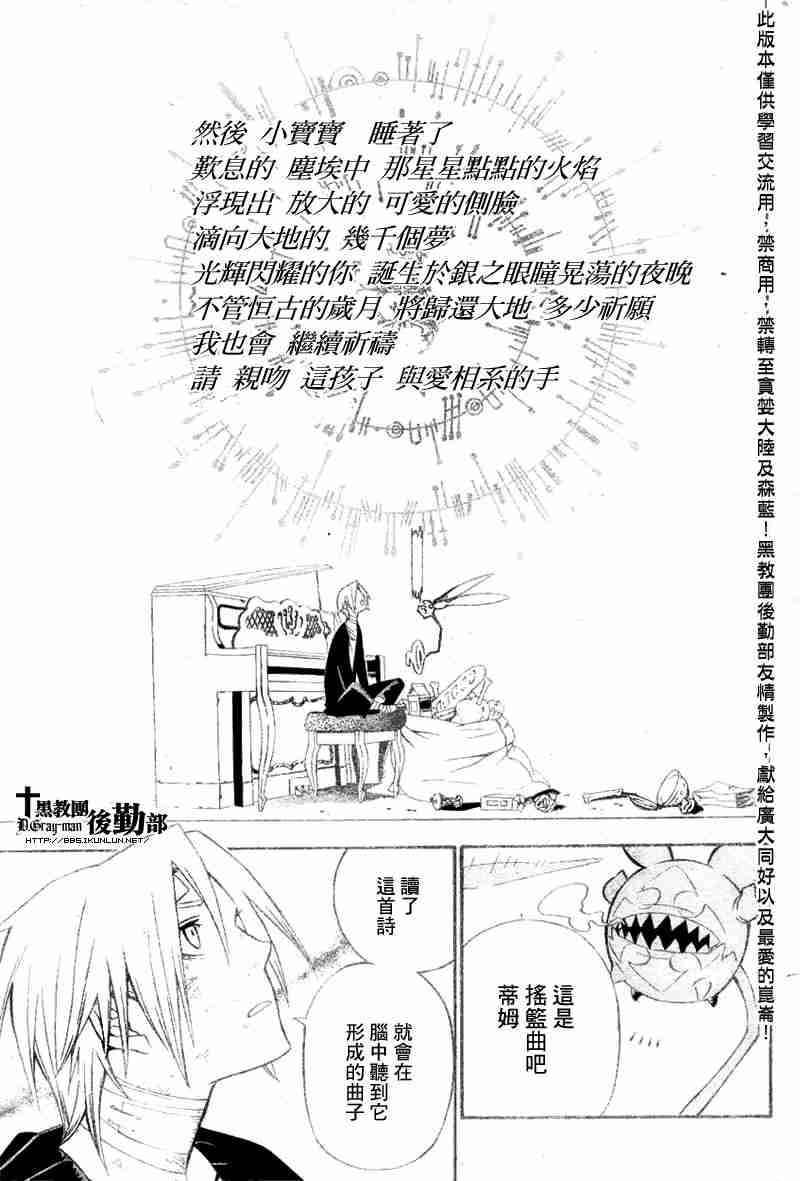 然後 小寶寶 睡著了
歎息的 塵埃中 那星星點點的火焰
浮現出 放大的 可愛的側臉
滴向大地的 幾千個夢
光輝閃耀的你 誕生於銀之眼瞳晃蕩的夜晚
不管恒古的歲月 將歸還大地 多少祈願
我也會 繼續祈禱
請 親吻 這孩子 與愛相系的手
這是
搖籃曲吧
蒂姆
讀了
這首詩
就會在
腦中聽到它
形成的曲子
黑教團
D.Gray-man 後勤部
HTTP://BBS.IKUNLUN.NET/
此版本僅供學習交流用，禁商用，禁轉至貪婪大陸及森藍！黑教團後勤部友情製作，獻給廣大同好以及最愛的崑崙！